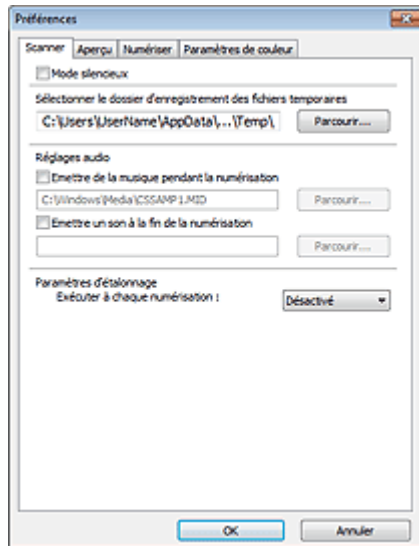 Préférences
Scanner Aperçu Numériser Paramètres de couleur
Mode silencieux
Sélectionner le dossier d'enregistrement des fichiers temporaires
C:\Users\UserName\AppData\...\Temp\ Parcourir....
Réglages audio
Emettre de la musique pendant la numérisation
C:\Windows\Media\CSSAMP1.MID Parcourir....
Emettre un son à la fin de la numérisation
Parcourir....
Paramètres d'étalonnage
Exécuter à chaque numérisation : Désactivé
OK Annuler